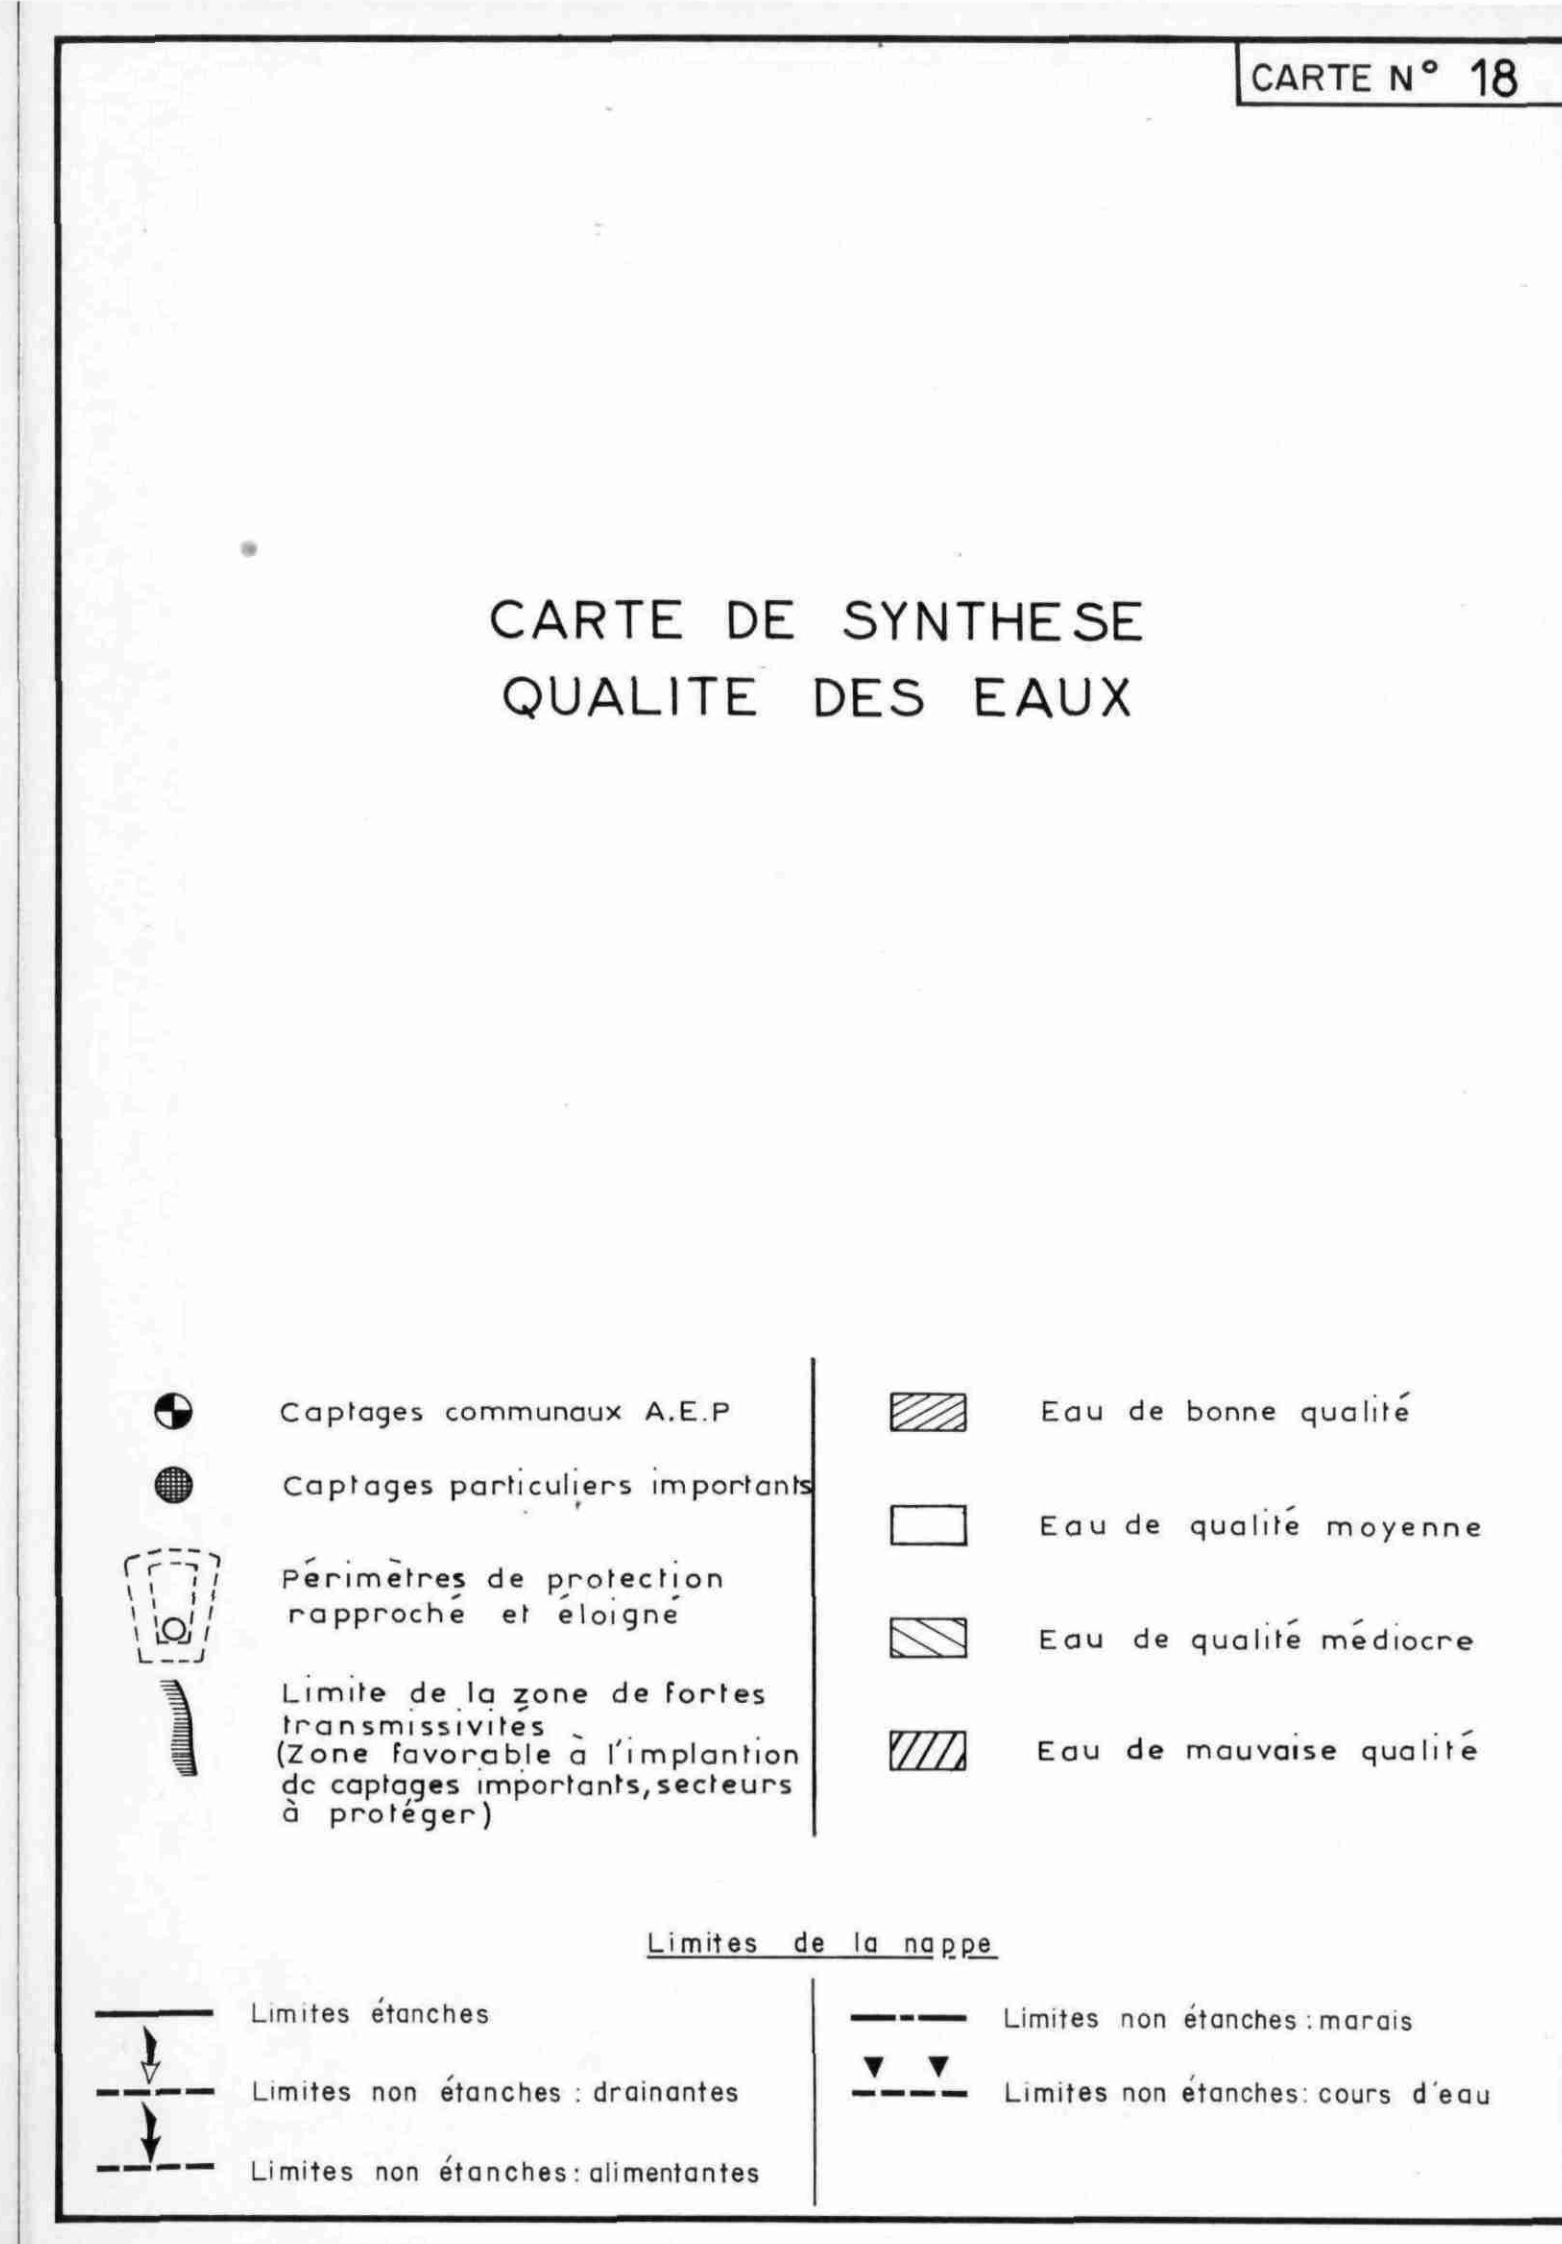 CARTE N° 18
CARTE DE SYNTHESE
QUALITE DES EAUX
Captages communaux A.E.P
Captages particuliers importants
Périmètres de protection
rapproché et éloigné
Limite de la zone de fortes
transmissivités
(Zone favorable à l'implantion
de captages importants, secteurs
à protéger)
Eau de bonne qualité
Eau de qualité moyenne
Eau de qualité médiocre
Eau de mauvaise qualité
Limites de la nappe
Limites étanches
Limites non étanches : drainantes
Limites non étanches : alimentantes
Limites non étanches : marais
Limites non étanches : cours d'eau